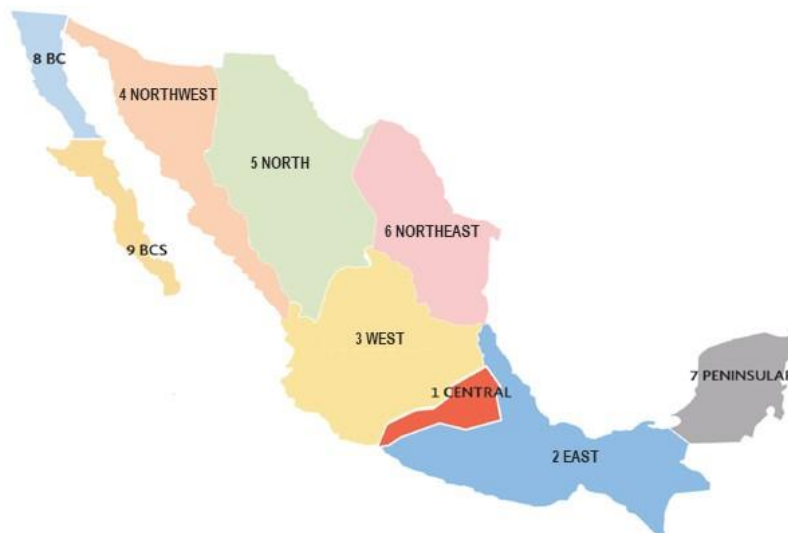 8 BC
4 NORTHWEST
5 NORTH
6 NORTHEAST
9 BCS
3 WEST
7 PENINSULAR
1 CENTRAL
2 EAST